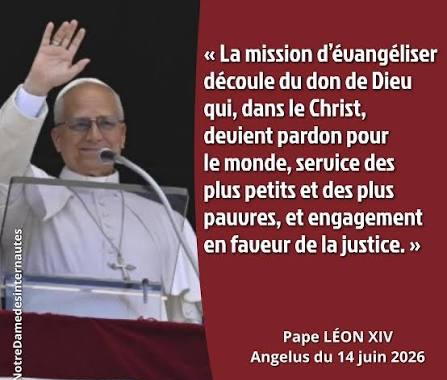 « La mission d'évangéliser
découle du don de Dieu
qui, dans le Christ,
devient pardon pour
le monde, service des
plus petits et des plus
pauvres, et engagement
en faveur de la justice. »
Pape LÉON XIV
Angelus du 14 juin 2026
NotreDamedesinternautes